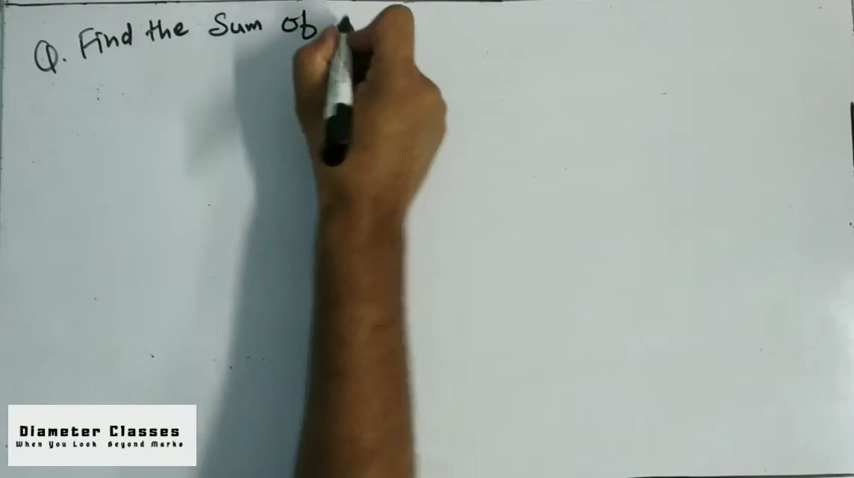 Q. Find the Sum of
Diameter Classes
When You Look Beyond Marks